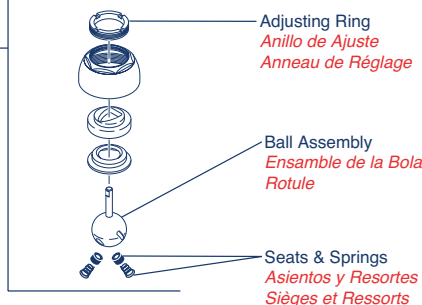 Adjusting Ring
Anillo de Ajuste
Anneau de Réglage
Ball Assembly
Ensamble de la Bola
Rotule
Seats & Springs
Asientos y Resortes
Sièges et Ressorts